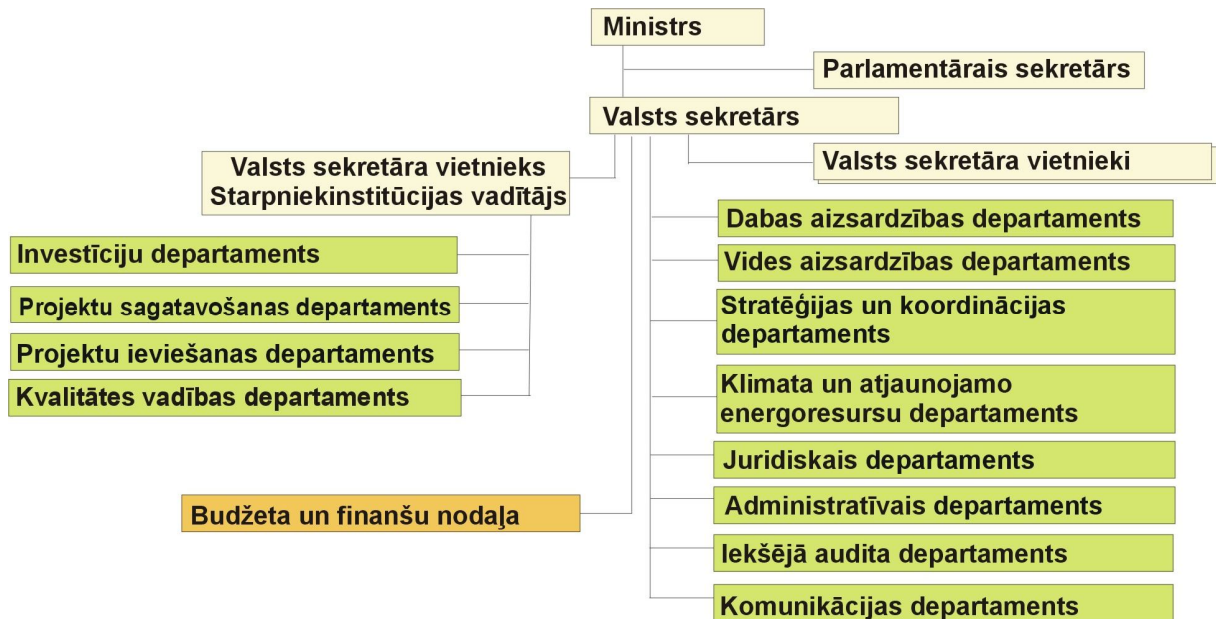 Ministrs
Parlamentārais sekretārs
Valsts sekretārs
Valsts sekretāra vietnieks
Starpniekinstitūcijas vadītājs
Valsts sekretāra vietnieki
Investīciju departaments
Projektu sagatavošanas departaments
Projektu ieviešanas departaments
Kvalitātes vadības departaments
Budžeta un finanšu nodaļa
Dabas aizsardzības departaments
Vides aizsardzības departaments
Stratēģijas un koordinācijas
departaments
Klimata un atjaunojamo
energoresursu departaments
Juridiskais departaments
Administratīvais departaments
Iekšējā audita departaments
Komunikācijas departaments